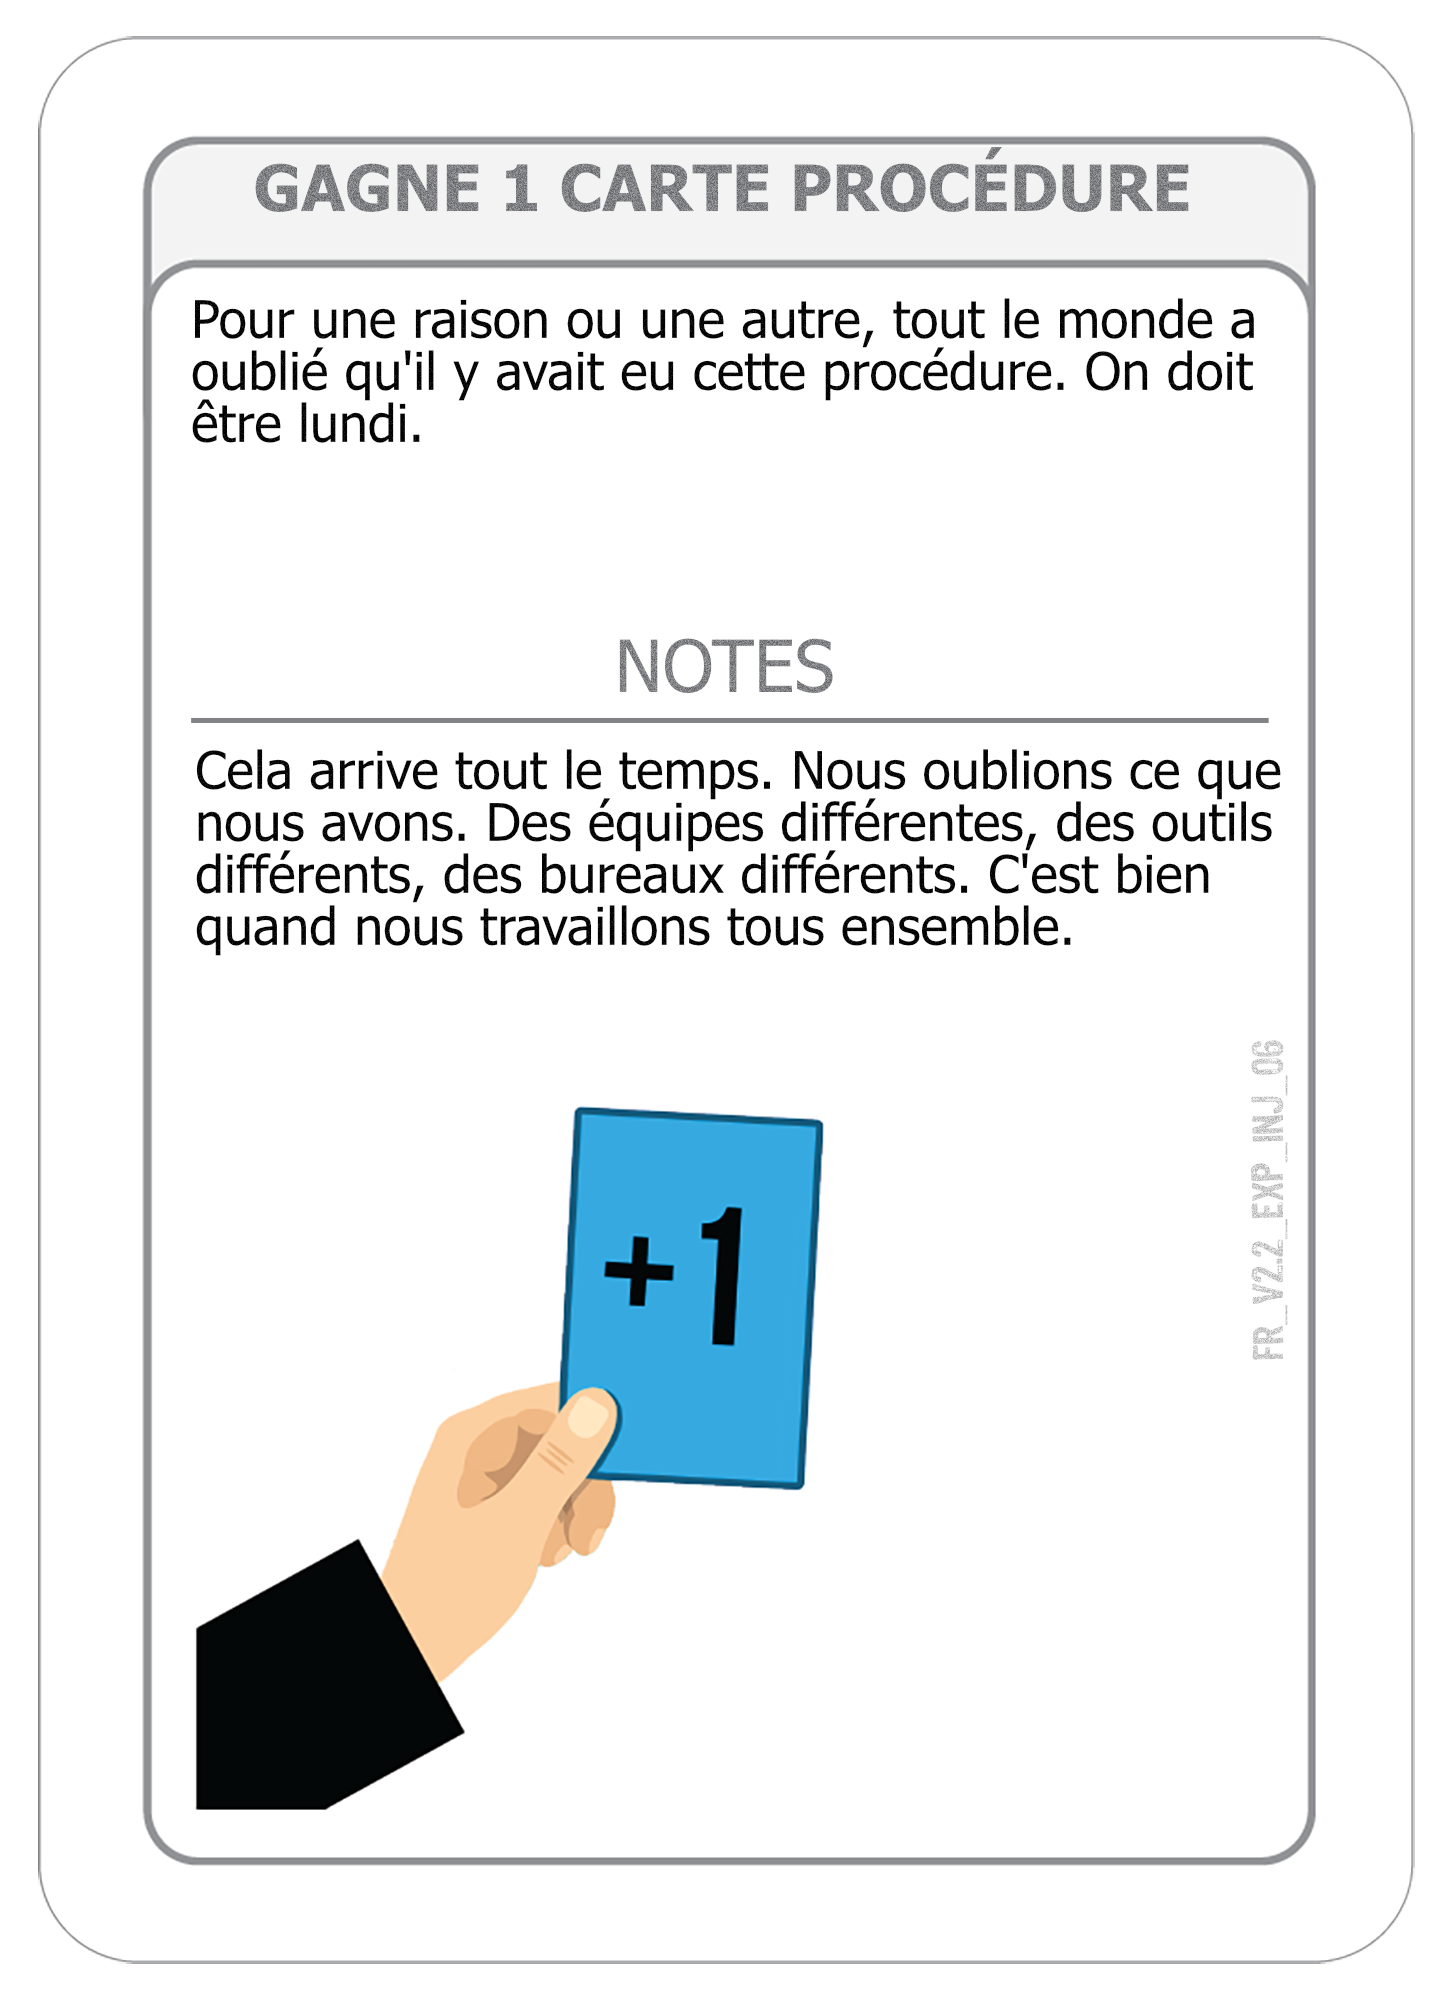 GAGNE 1 CARTE PROCÉDURE
Pour une raison ou une autre, tout le monde a
oublié qu'il y avait eu cette procédure. On doit
être lundi.
NOTES
Cela arrive tout le temps. Nous oublions ce que
nous avons. Des équipes différentes, des outils
différents, des bureaux différents. C'est bien
quand nous travaillons tous ensemble.
FR_V2.2_EXP_INJ_06
+1